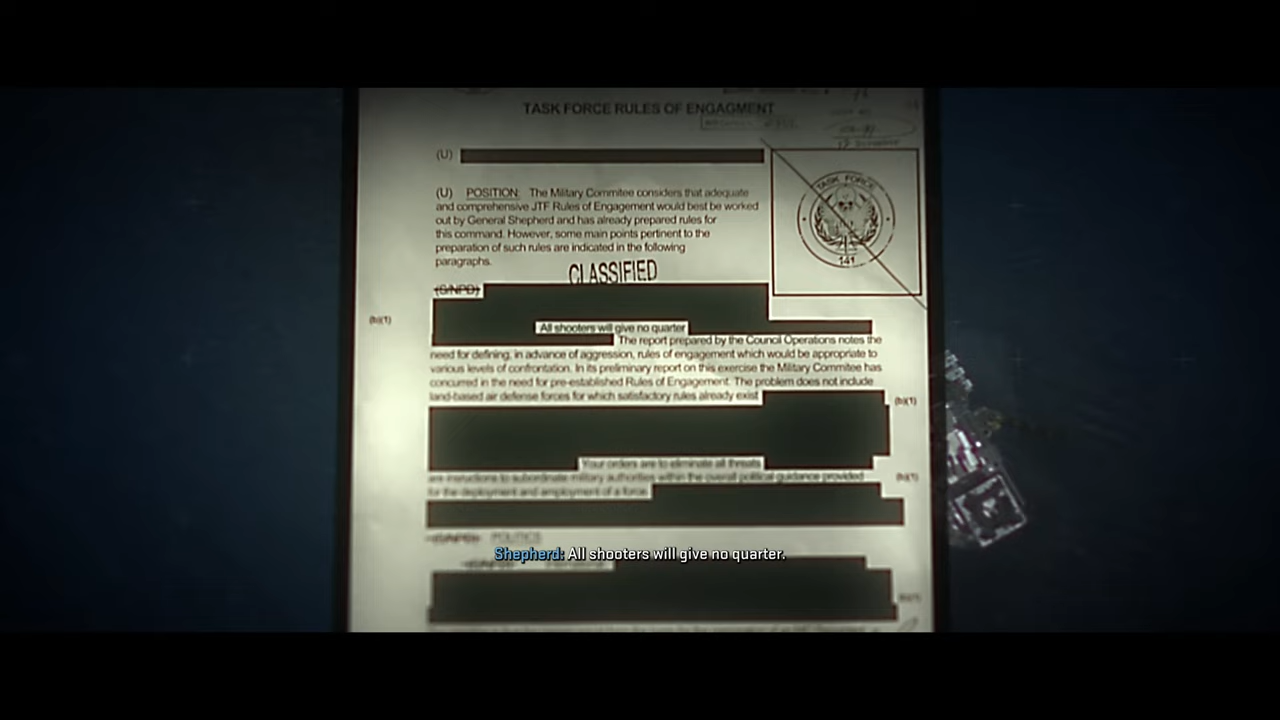 TASK FORCE RULES OF ENGAGMENT
(U)
(U) POSITION: The Military Commitee considers that adequate
and comprehensive JTF Rules of Engagement would best be worked
out by General Shepherd and has already prepared rules for
this command. However, some main points pertinent to the
preparation of such rules are indicated in the following
paragraphs.
TASK FORCE
141
CLASSIFIED
(S/NPD)
(b)(1)
All shooters will give no quarter
The report prepared by the Council Operations notes the
need for defining, in advance of aggression, rules of engagement which would be appropriate to
various levels of confrontation. In its preliminary report on this exercise the Military Commitee has
concurred in the need for pre-established Rules of Engagement. The problem does not include
land-based air defense forces for which satisfactory rules already exist
(b)(1)
Your orders are to eliminate all threats
are instructions to subordinate military authorities within the overall political guidance provided
(b)(1)
for the deployment and employment of a force.
POLITICS
Shepherd: All shooters will give no quarter.